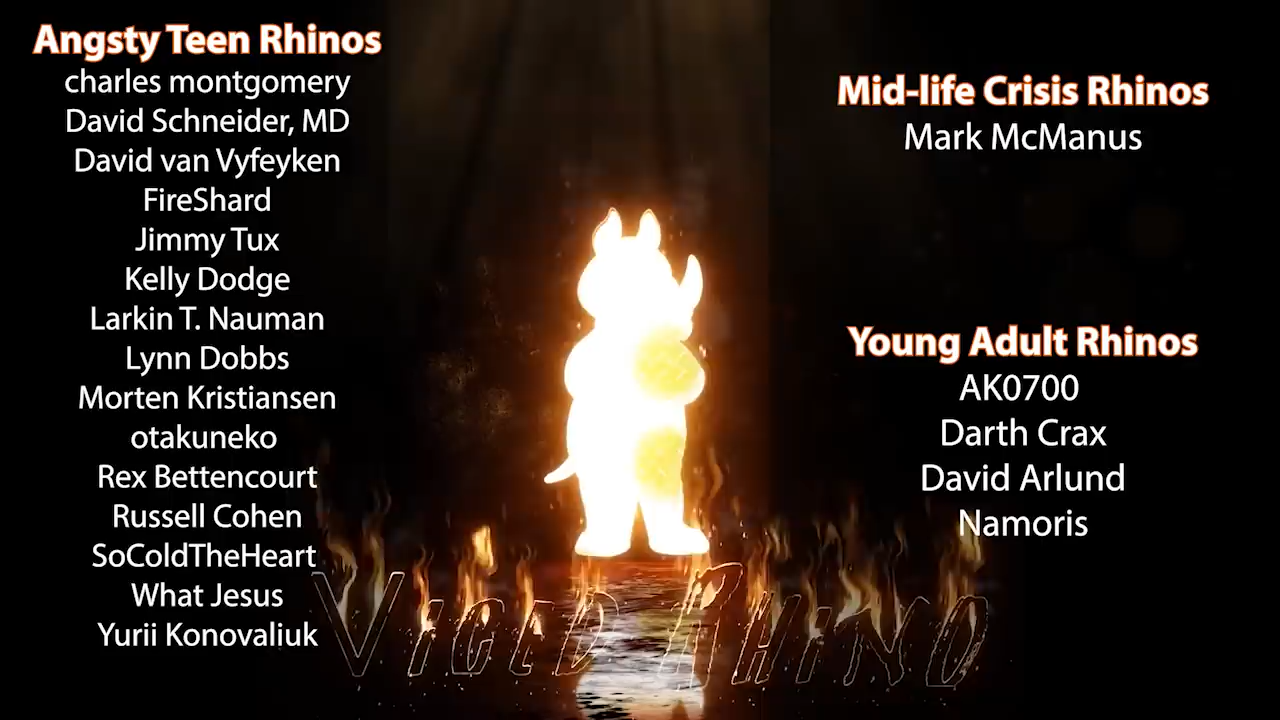 Angsty Teen Rhinos
charles montgomery
David Schneider, MD
David van Vyfeyken
FireShard
Jimmy Tux
Kelly Dodge
Larkin T. Nauman
Lynn Dobbs
Morten Kristiansen
otakuneko
Rex Bettencourt
Russell Cohen
SoColdTheHeart
What Jesus
Yurii Konovaliuk
Mid-life Crisis Rhinos
Mark McManus
Young Adult Rhinos
AK0700
Darth Crax
David Arlund
Namoris
Viced Rhino